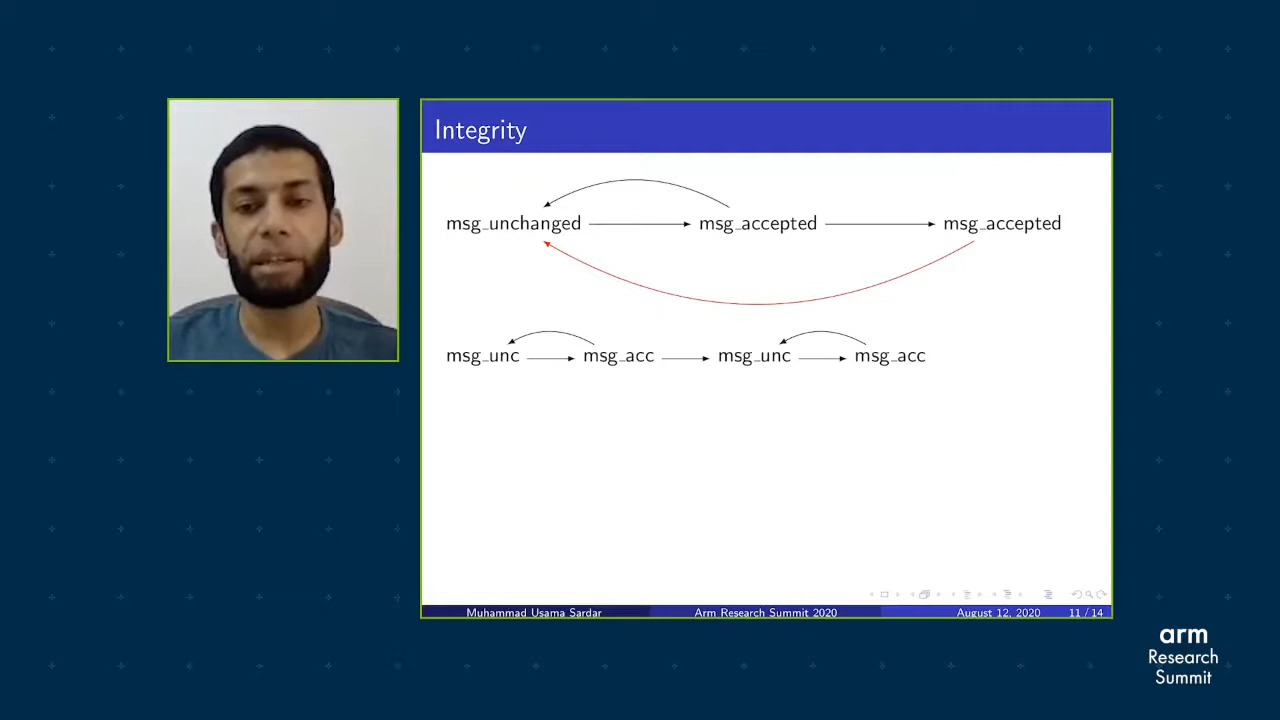 Integrity
msg_unchanged msg_accepted msg_accepted
msg_unc msg_acc msg_unc msg_acc
Muhammad Usama Sardar Arm Research Summit 2020 August 12, 2020 11 / 14
arm
Research
Summit